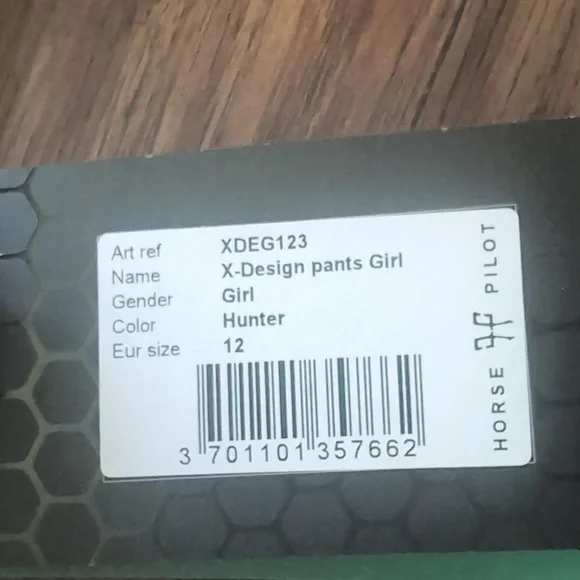 Art ref XDEG123
Name X-Design pants Girl
Gender Girl
Color Hunter
Eur size 12
3 701101 357662
HORSE PILOT